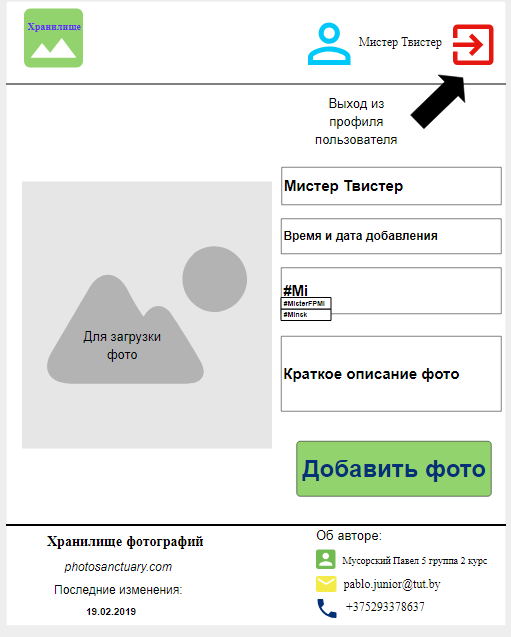 Хранилище
Мистер Твистер
Выход из
профиля
пользователя
Мистер Твистер
Время и дата добавления
#Mi
#MisterFPMI
#Minsk
Для загрузки
фото
Краткое описание фото
Добавить фото
Хранилище фотографий
photosanctuary.com
Последние изменения:
19.02.2019
Об авторе:
Мусорский Павел 5 группа 2 курс
pablo.junior@tut.by
+375293378637